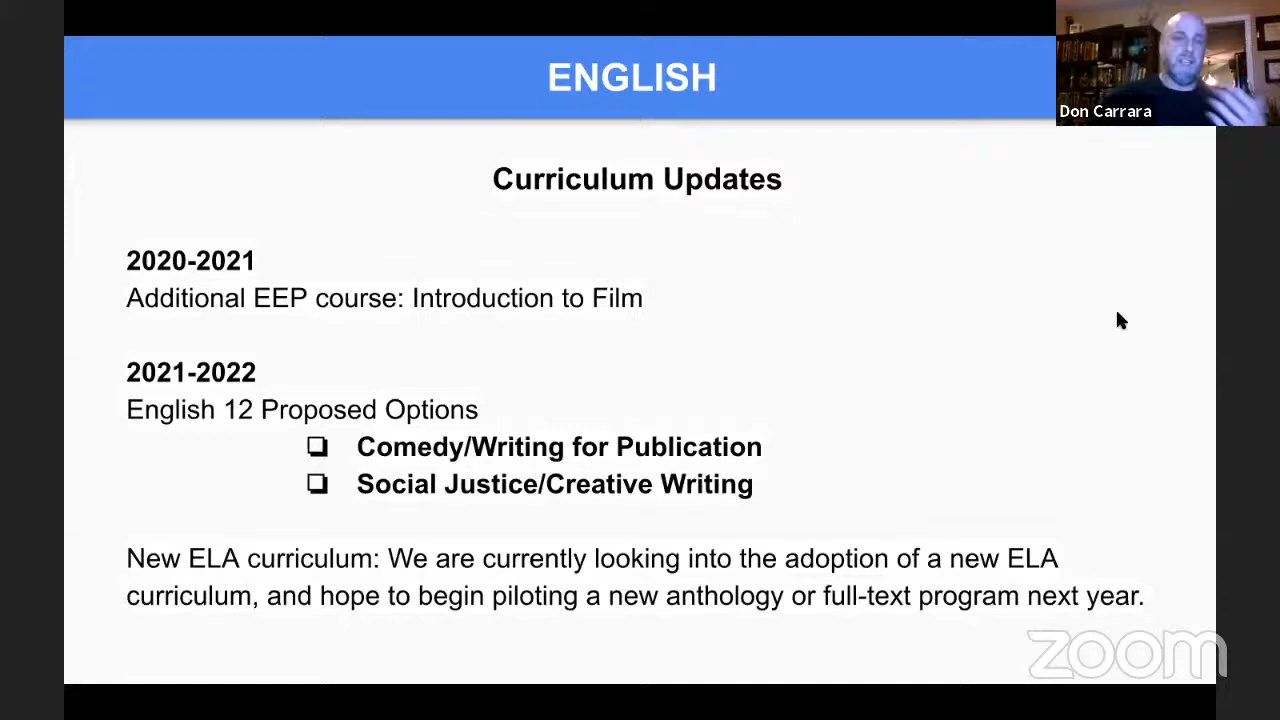 ENGLISH
Don Carrara
Curriculum Updates
2020-2021
Additional EEP course: Introduction to Film
2021-2022
English 12 Proposed Options
❏ Comedy/Writing for Publication
❏ Social Justice/Creative Writing
New ELA curriculum: We are currently looking into the adoption of a new ELA
curriculum, and hope to begin piloting a new anthology or full-text program next year.
zoom